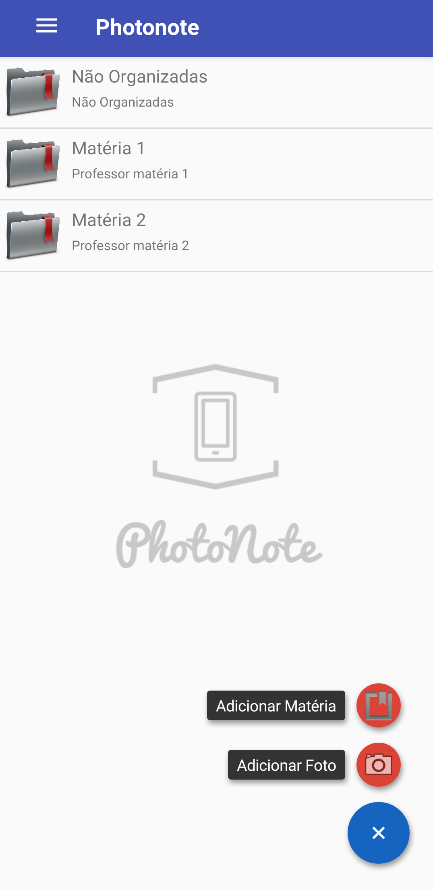 Photonote
Não Organizadas
Não Organizadas
Matéria 1
Professor matéria 1
Matéria 2
Professor matéria 2
PhotoNote
Adicionar Matéria
Adicionar Foto